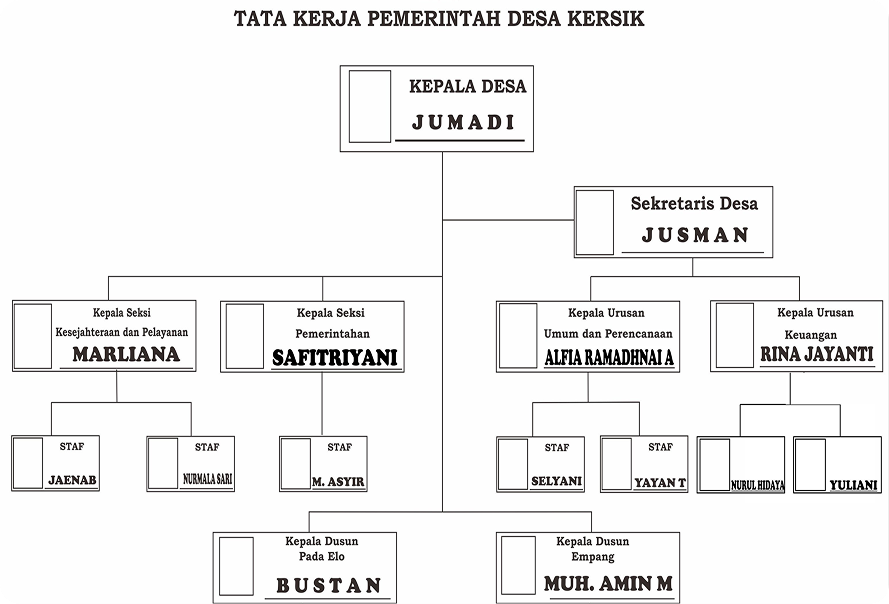 TATA KERJA PEMERINTAH DESA KERSIK
KEPALA DESA
JUMADI
Sekretaris Desa
JUSMAN
Kepala Seksi
Kesejahteraan dan Pelayanan
MARLIANA
Kepala Seksi
Pemerintahan
SAFITRIYANI
Kepala Urusan
Umum dan Perencanaan
ALFIA RAMADHNAI A
Kepala Urusan
Keuangan
RINA JAYANTI
STAF
JAENAB
STAF
NURMALA SARI
STAF
M. ASYIR
STAF
SELYANI
STAF
YAYAN T
NURUL HIDAYA
YULIANI
Kepala Dusun
Pada Elo
BUSTAN
Kepala Dusun
Empang
MUH. AMIN M